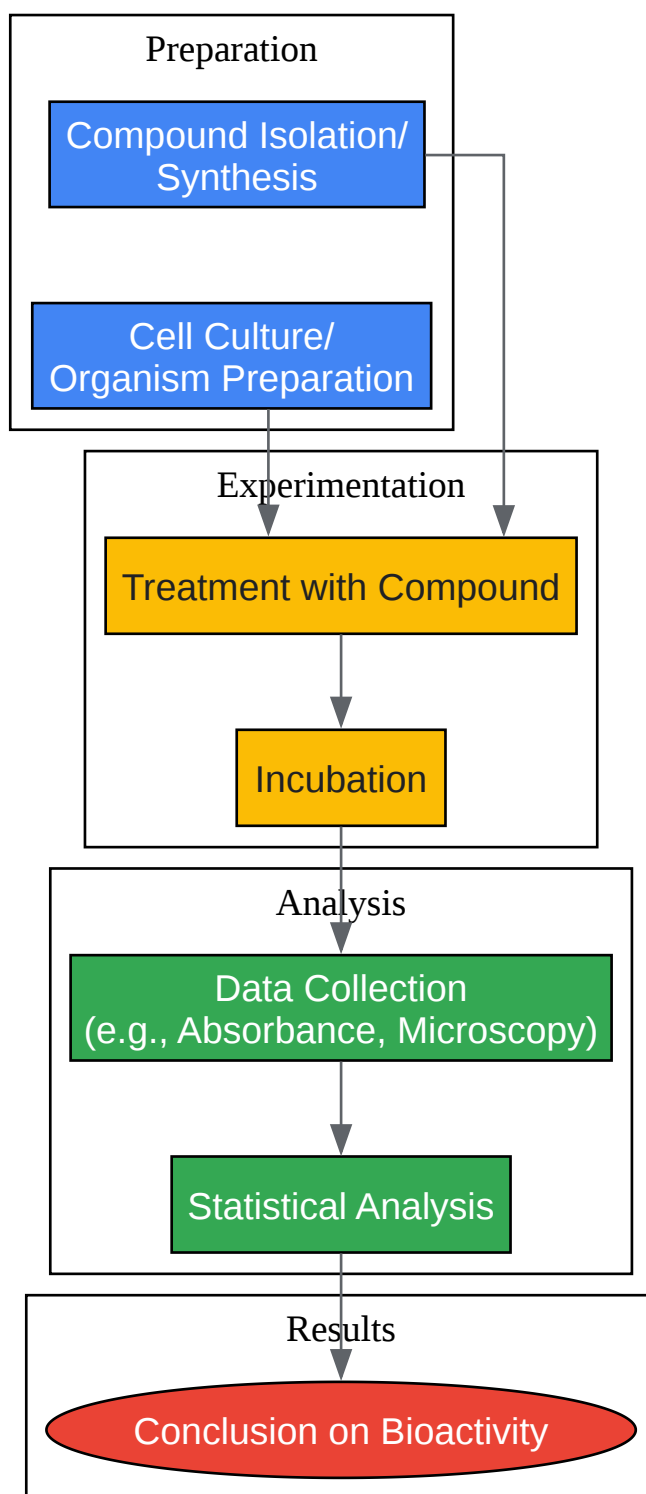 Preparation
Compound Isolation/
Synthesis
Cell Culture/
Organism Preparation
Experimentation
Treatment with Compound
Incubation
Analysis
Data Collection
(e.g., Absorbance, Microscopy)
Statistical Analysis
Results
Conclusion on Bioactivity